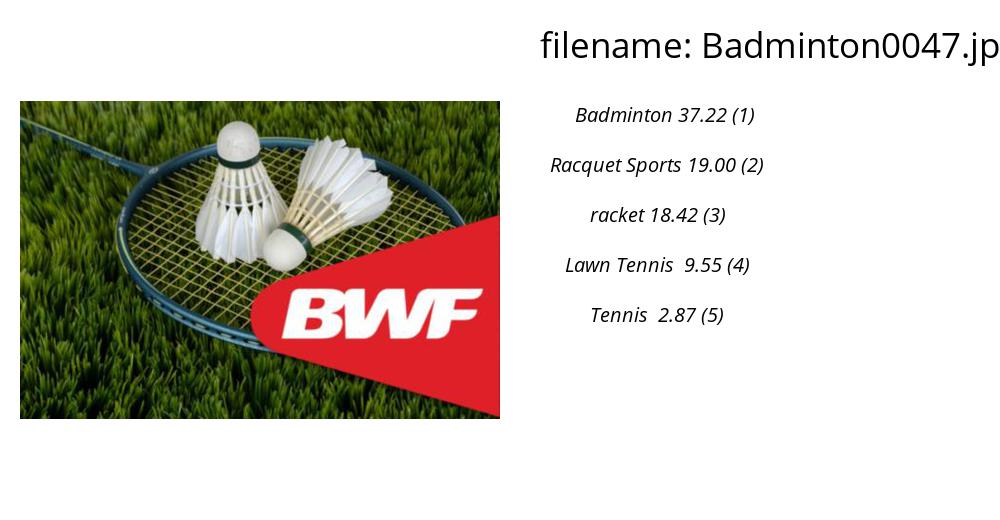 filename: Badminton0047.jp
Badminton 37.22 (1)
Racquet Sports 19.00 (2)
racket 18.42 (3)
Lawn Tennis 9.55 (4)
Tennis 2.87 (5)
BWF